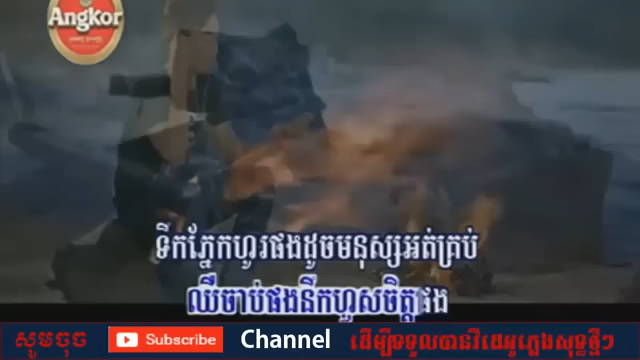 Angkor
ទឹកភ្នែកហូរផងដូចមនុស្សអត់គ្រប់
ឈឺចាប់ផងនឹកហួសចិត្តផង
សូមចុច Subscribe Channel ដើម្បីទទួលបានវីដេអូភ្លេងសុទ្ធថ្មីៗ